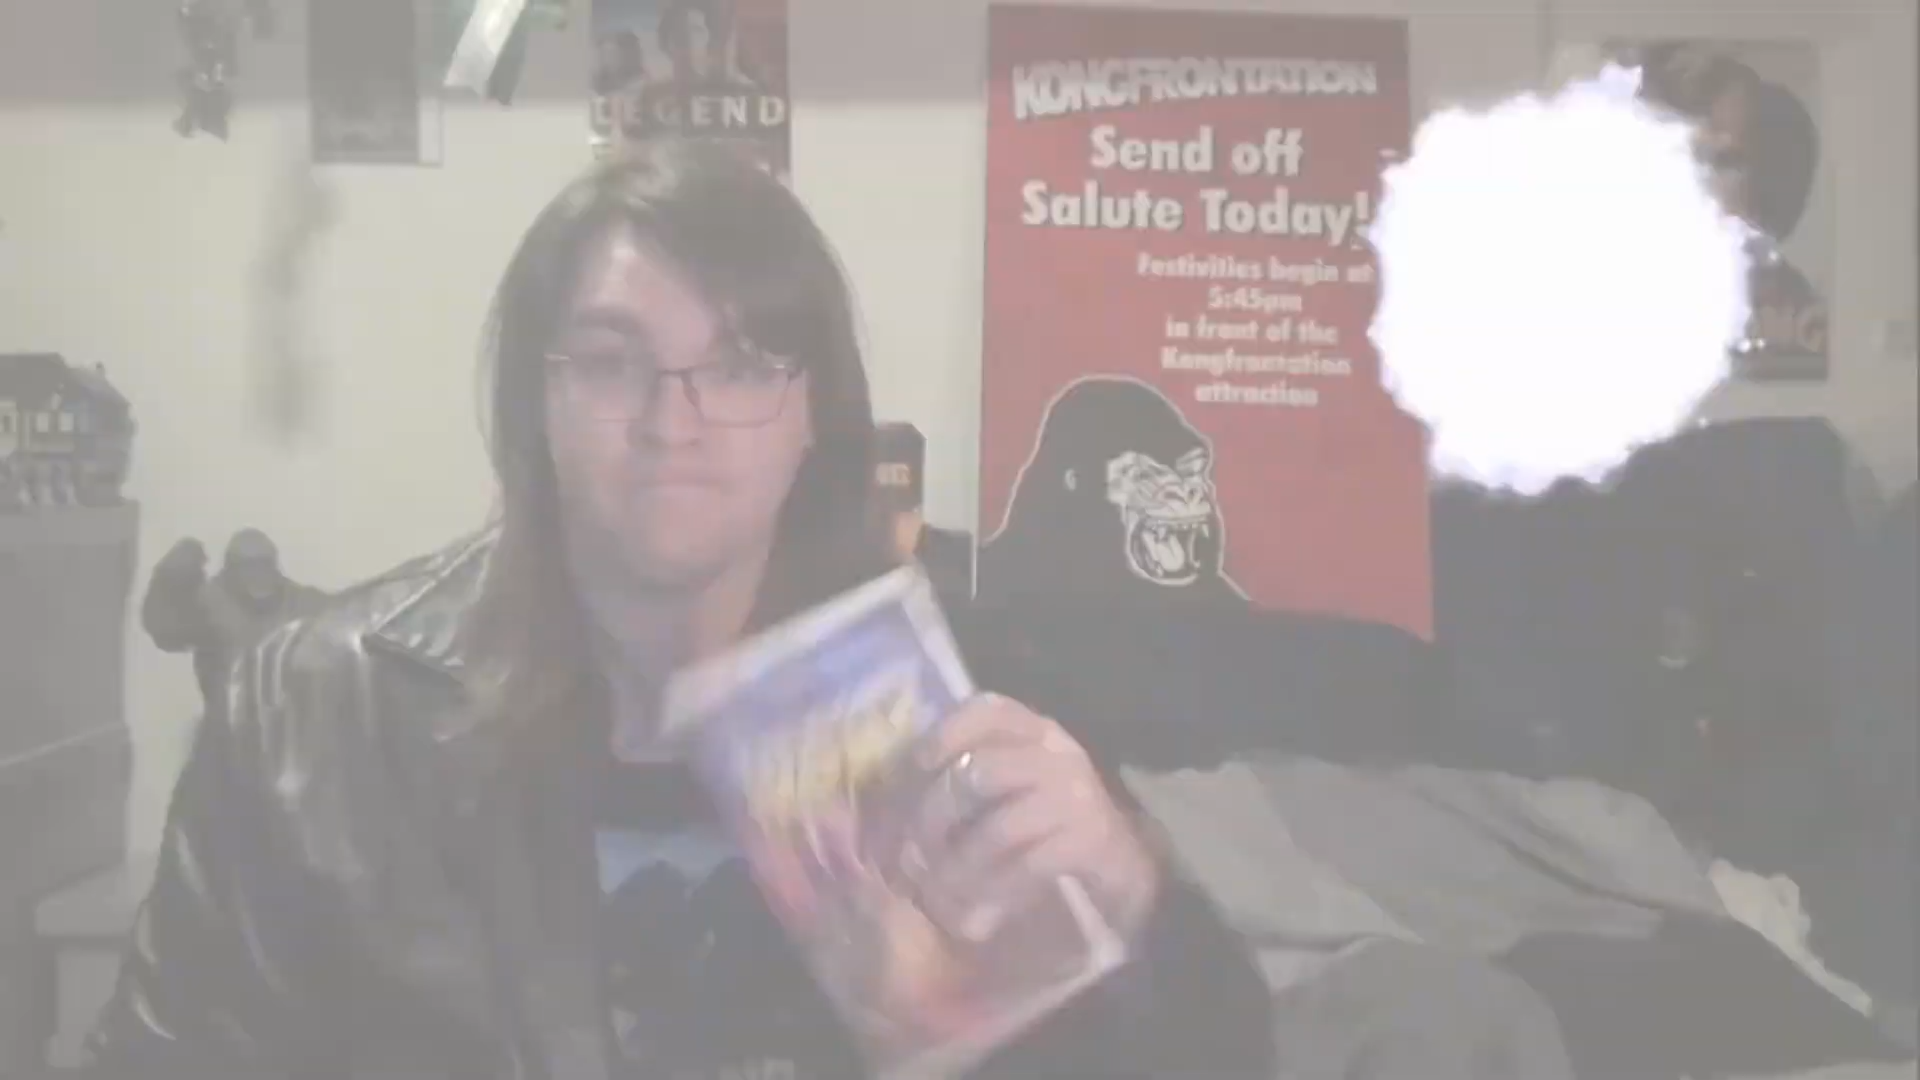 LEGEND
KONGFRONTATION
Send off
Salute Today!
Festivities begin at
5:45pm
in front of the
Kongfrontation
attraction